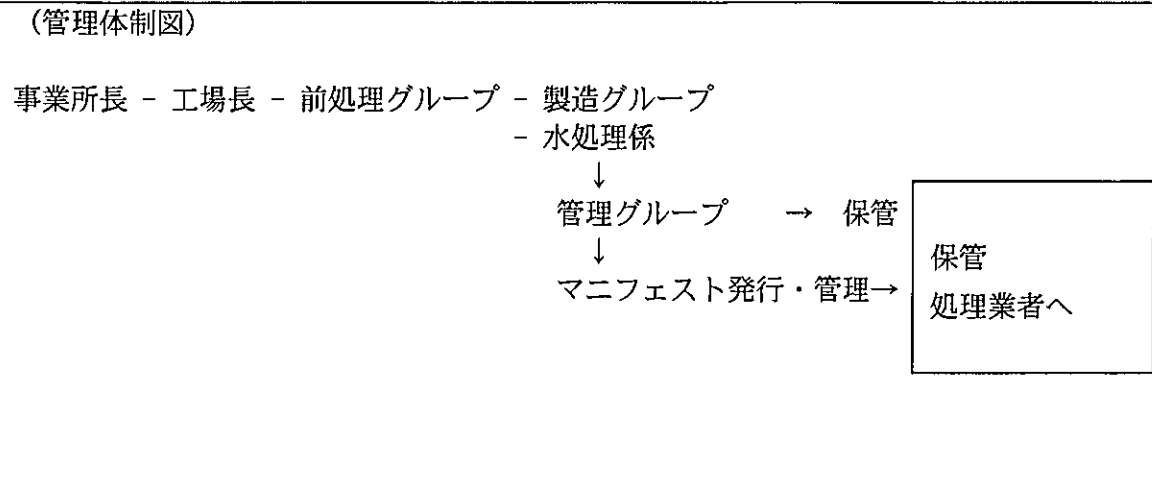 （管理体制図）
事業所長 － 工場長 － 前処理グループ － 製造グループ
－ 水処理係
↓
管理グループ → 保管
↓
マニフェスト発行・管理→
保管
処理業者へ